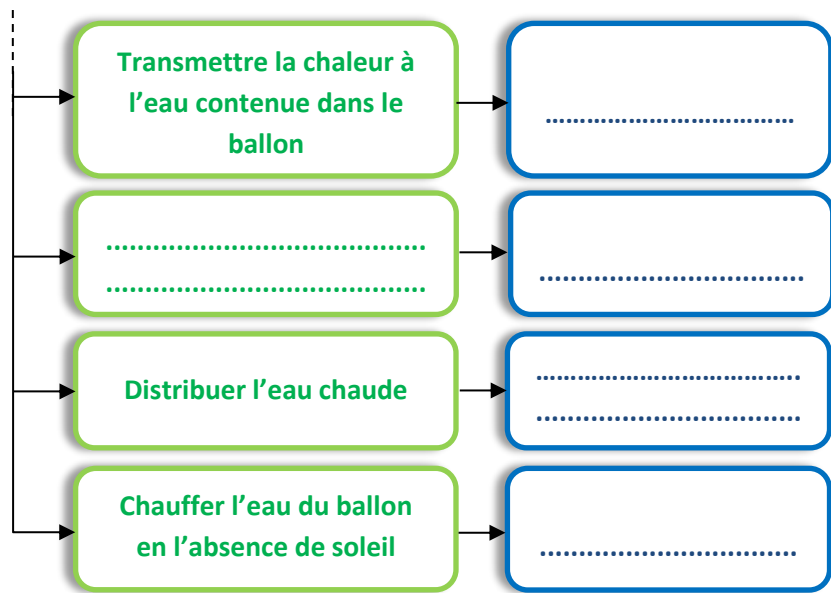 Transmettre la chaleur à
l’eau contenue dans le
ballon
.....................................
.........................................
.........................................
.....................................
Distribuer l’eau chaude
.....................................
.....................................
Chauffer l’eau du ballon
en l’absence de soleil
.....................................